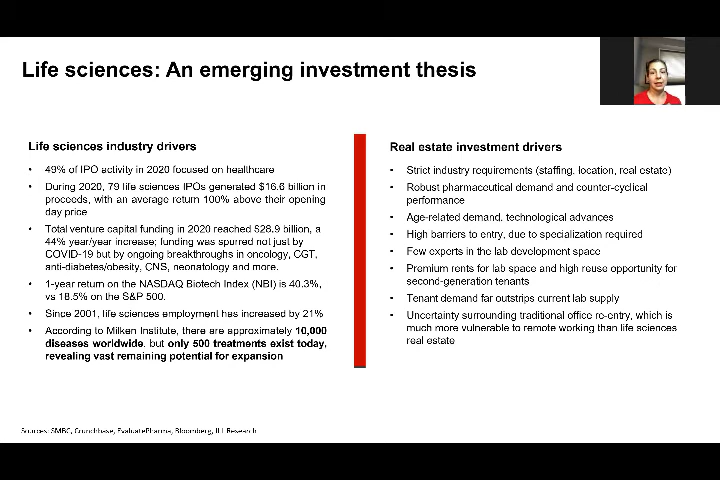 Life sciences: An emerging investment thesis
Life sciences industry drivers
• 49% of IPO activity in 2020 focused on healthcare
• During 2020, 79 life sciences IPOs generated $16.6 billion in
proceeds, with an average return 100% above their opening
day price
• Total venture capital funding in 2020 reached $28.9 billion, a
44% year/year increase; funding was spurred not just by
COVID-19 but by ongoing breakthroughs in oncology, CGT,
anti-diabetes/obesity, CNS, neonatology and more.
• 1-year return on the NASDAQ Biotech Index (NBI) is 40.3%,
vs 18.5% on the S&P 500.
• Since 2001, life sciences employment has increased by 21%
• According to Milken Institute, there are approximately 10,000
diseases worldwide, but only 500 treatments exist today,
revealing vast remaining potential for expansion
Real estate investment drivers
• Strict industry requirements (staffing, location, real estate)
• Robust pharmaceutical demand and counter-cyclical
performance
• Age-related demand, technological advances
• High barriers to entry, due to specialization required
• Few experts in the lab development space
• Premium rents for lab space and high reuse opportunity for
second-generation tenants
• Tenant demand far outstrips current lab supply
• Uncertainty surrounding traditional office re-entry, which is
much more vulnerable to remote working than life sciences
real estate
Sources: SMBC, Crunchbase, EvaluatePharma, Bloomberg, JLL Research